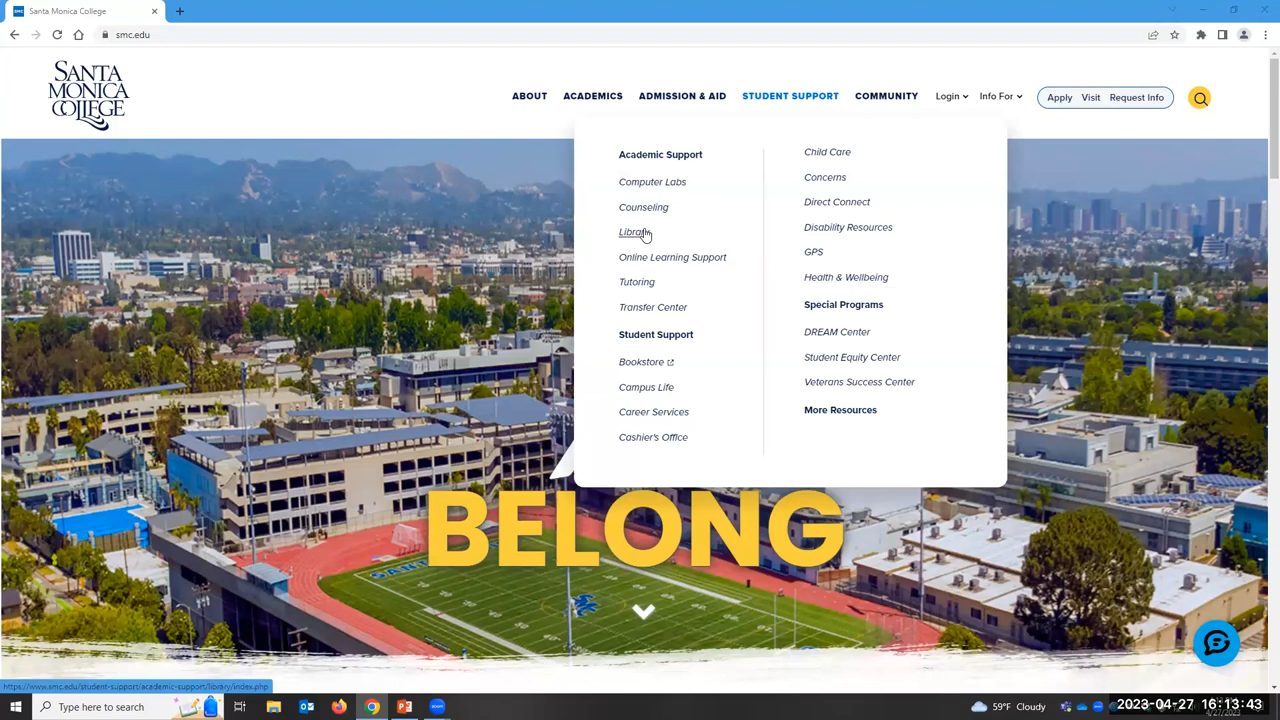 Santa Monica College
smc.edu
SANTA
MONICA
COLLEGE
ABOUT ACADEMICS ADMISSION & AID STUDENT SUPPORT COMMUNITY Login Info For Apply Visit Request Info
Academic Support
Computer Labs
Counseling
Library
Online Learning Support
Tutoring
Transfer Center
Student Support
Bookstore
Campus Life
Career Services
Cashier's Office
Child Care
Concerns
Direct Connect
Disability Resources
GPS
Health & Wellbeing
Special Programs
DREAM Center
Student Equity Center
Veterans Success Center
More Resources
BELONG
https://www.smc.edu/student-support/academic-support/library/index.php
Type here to search
59°F Cloudy
2023-04-27 16:13:43